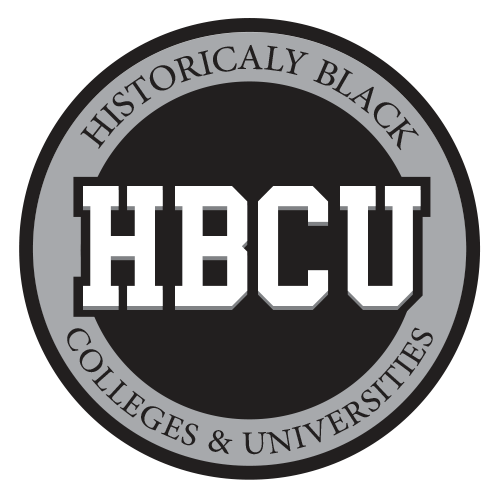 HISTORICALY BLACK
HBCU
COLLEGES & UNIVERSITIES